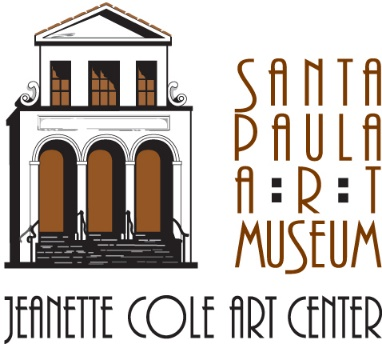 SANTA
PAULA
A:R:T
MUSEUM
JEANETTE COLE ART CENTER